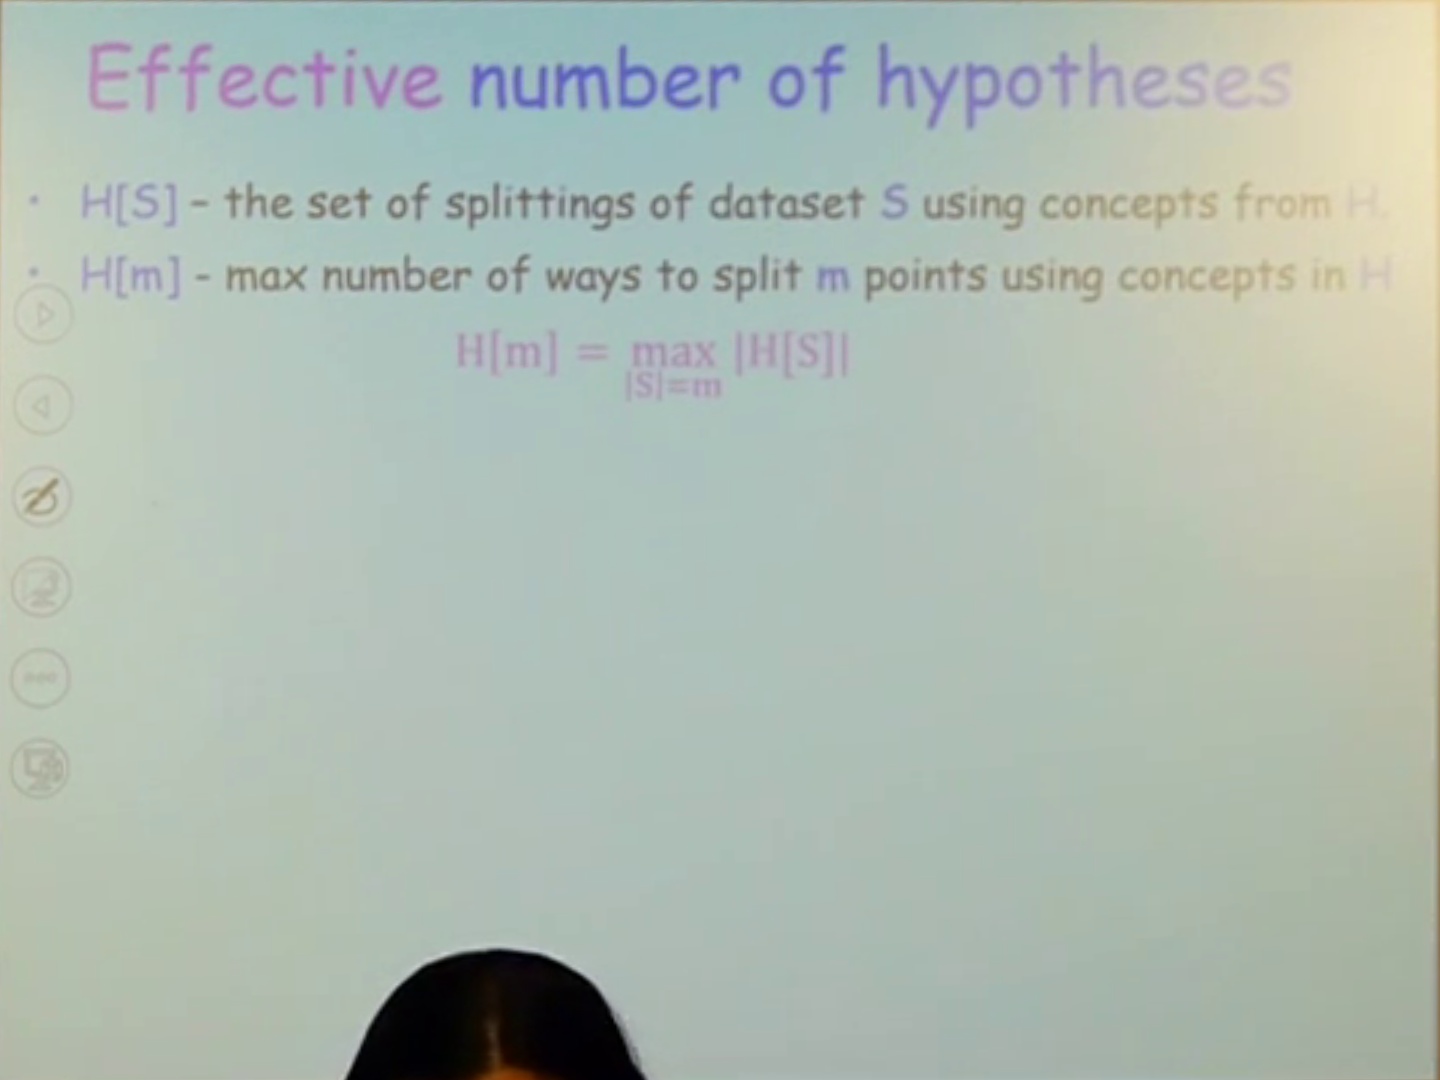 Effective number of hypotheses
• H[S] – the set of splittings of dataset S using concepts from H.
• H[m] - max number of ways to split m points using concepts in H
H[m] = max |H[S]|
|S|=m